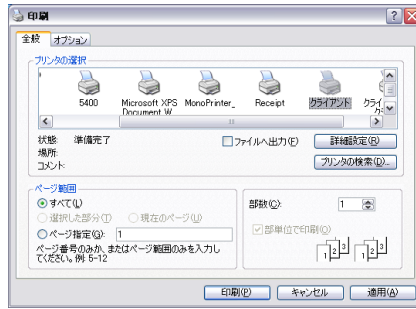 印刷
全般 オプション
プリンタの選択
5400
Microsoft XPS Document W
MonoPrinter_
Receipt
クライアント
クライ
状態: 準備完了
場所:
コメント:
ファイルへ出力(F)
詳細設定(R)
プリンタの検索(D)...
ページ範囲
すべて(L)
選択した部分(T) 現在のページ(U)
ページ指定(G): 1
ページ番号のみか、またはページ範囲のみを入力し
てください。例: 5-12
部数(C): 1
部単位で印刷(O)
1 1 2 2 3 3
印刷(P) キャンセル 適用(A)